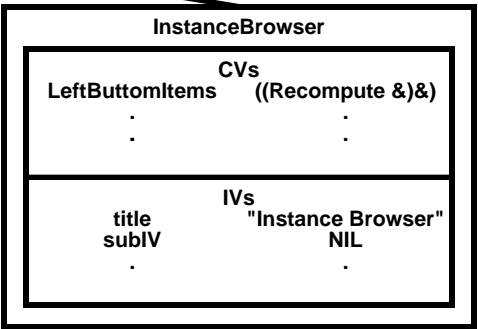 InstanceBrowser
CVs
LeftButtomItems ((Recompute &)&)
. .
. .
IVs
title "Instance Browser"
subIV NIL
. .